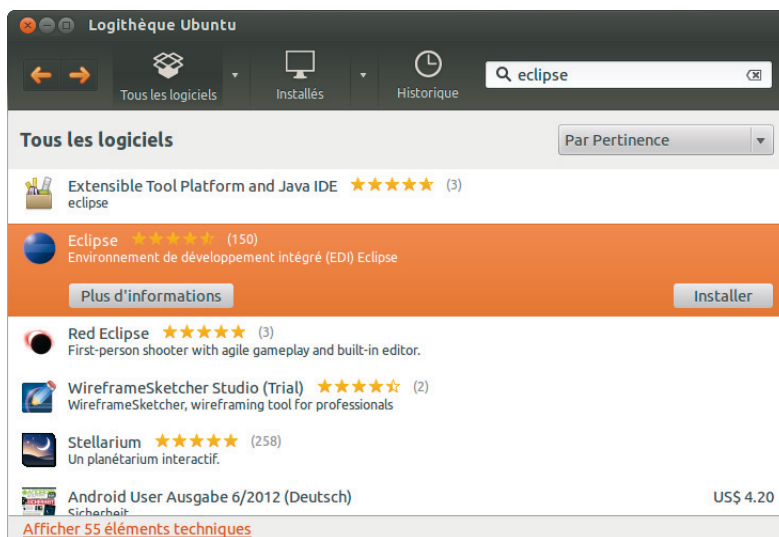 Logithèque Ubuntu
Tous les logiciels
Installés
Historique
eclipse
Tous les logiciels
Par Pertinence
Extensible Tool Platform and Java IDE (3)
eclipse
Eclipse (150)
Environnement de développement intégré (EDI) Eclipse
Plus d'informations
Installer
Red Eclipse (3)
First-person shooter with agile gameplay and built-in editor.
WireframeSketcher Studio (Trial) (2)
WireframeSketcher, wireframing tool for professionals
Stellarium (258)
Un planétarium interactif.
Android User Ausgabe 6/2012 (Deutsch) US$ 4.20
Sicherheit
Afficher 55 éléments techniques